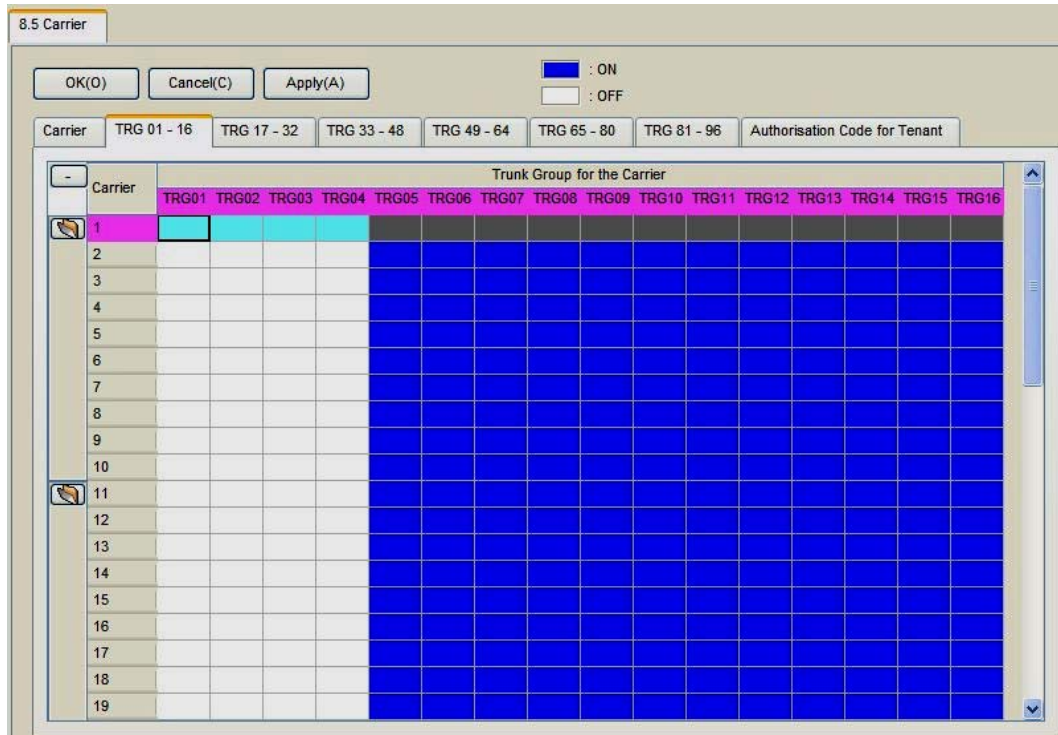 8.5 Carrier
OK(O) Cancel(C) Apply(A)
: ON
: OFF
Carrier TRG 01 - 16 TRG 17 - 32 TRG 33 - 48 TRG 49 - 64 TRG 65 - 80 TRG 81 - 96 Authorisation Code for Tenant
- Carrier Trunk Group for the Carrier
TRG01 TRG02 TRG03 TRG04 TRG05 TRG06 TRG07 TRG08 TRG09 TRG10 TRG11 TRG12 TRG13 TRG14 TRG15 TRG16
1
2
3
4
5
6
7
8
9
10
11
12
13
14
15
16
17
18
19